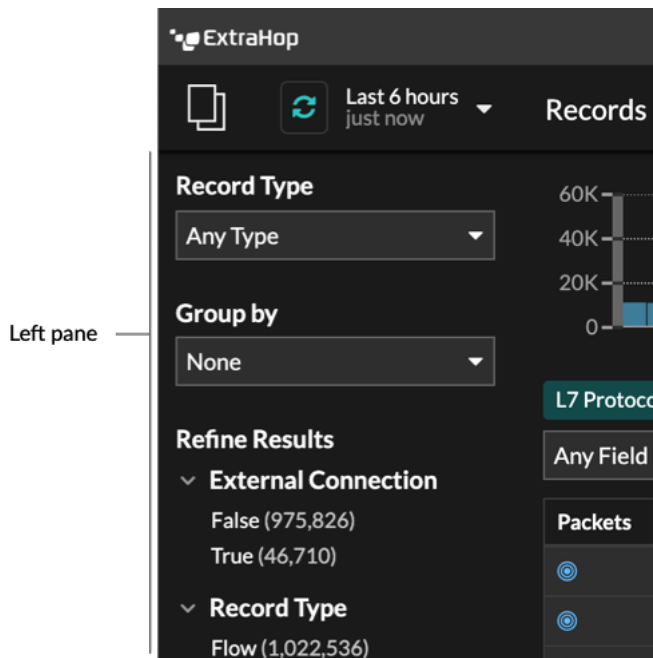 ExtraHop
Last 6 hours
just now
Records
Left pane
Record Type
Any Type
Group by
None
Refine Results
External Connection
False (975,826)
True (46,710)
Record Type
Flow (1,022,536)
60K
40K
20K
0
L7 Protoco
Any Field
Packets